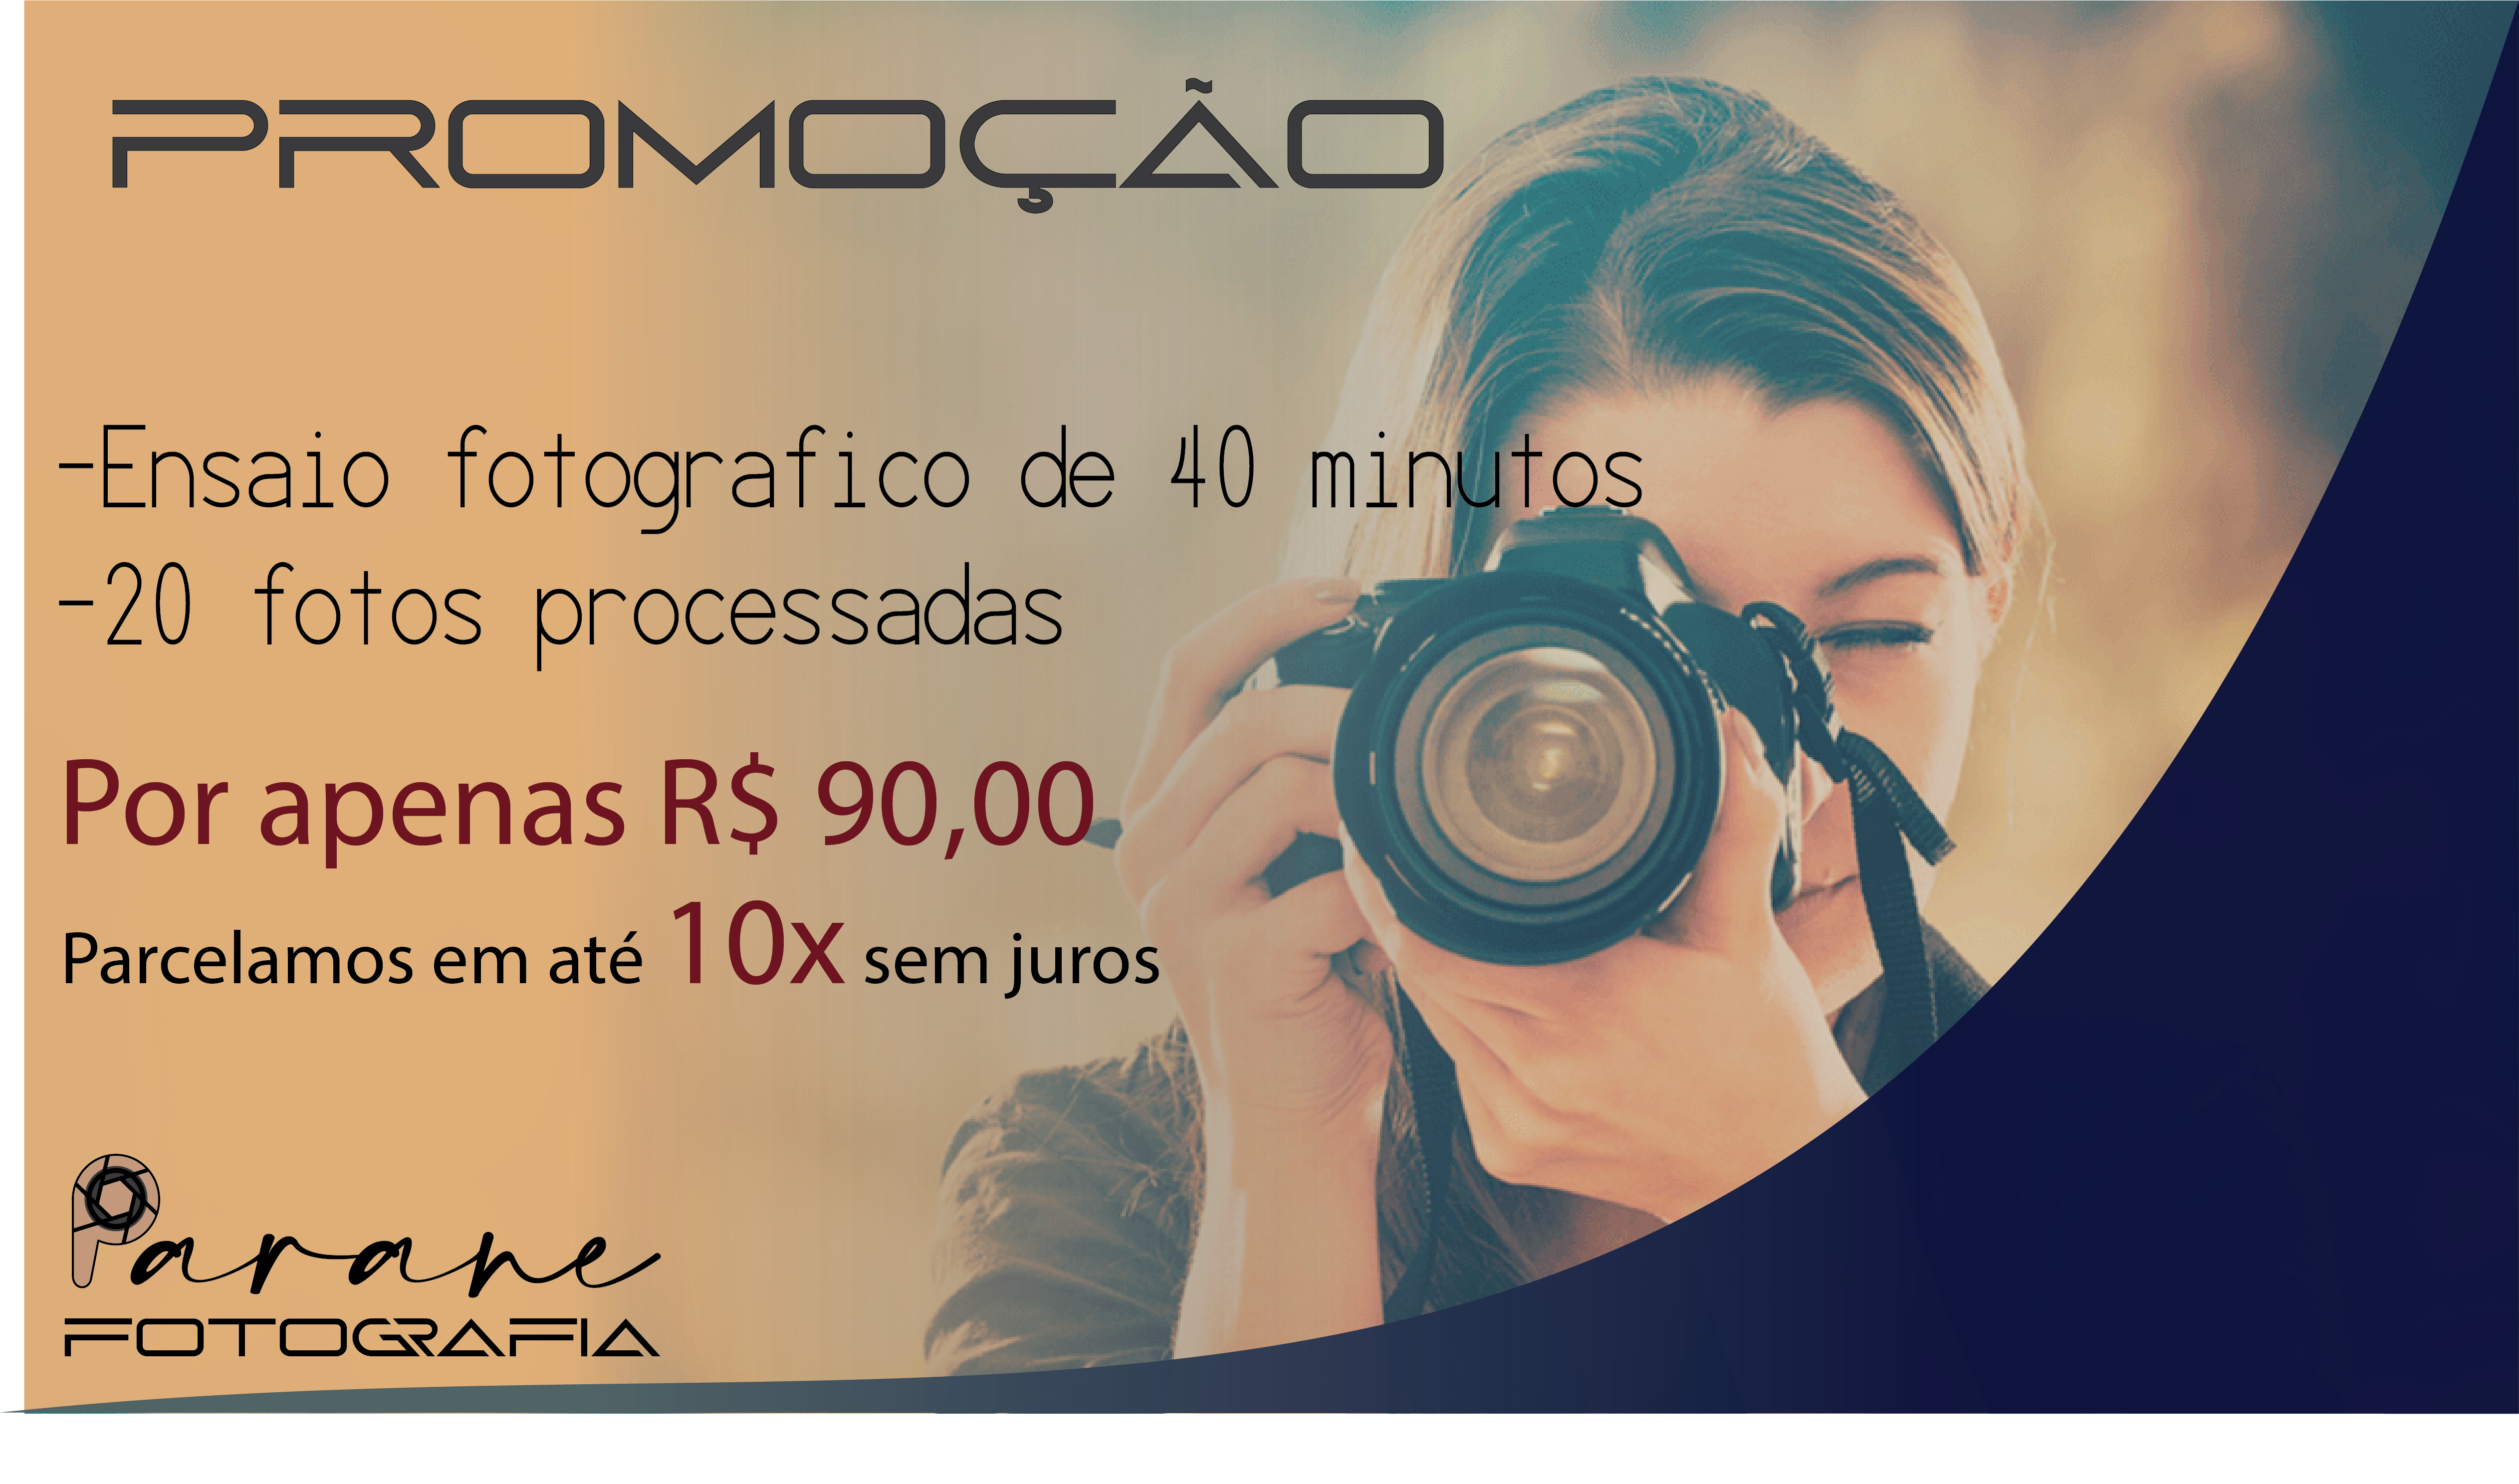 PROMOÇÃO
-Ensaio fotografico de 40 minutos
-20 fotos processadas
Por apenas R$ 90,00
Parcelamos em até 10x sem juros
Parane
FOTOGRAFIA